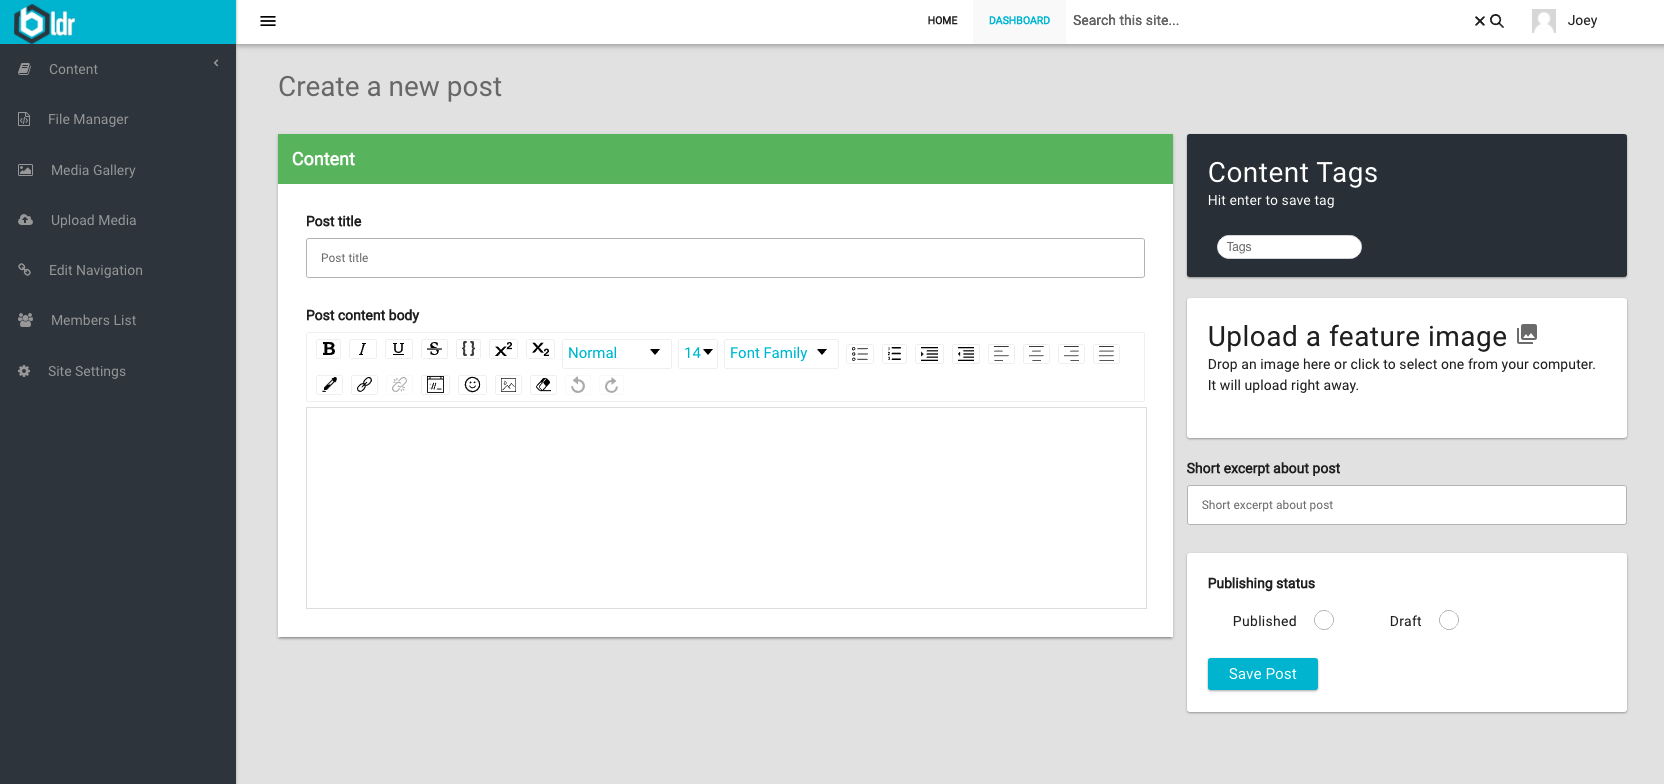 bldr
HOME
DASHBOARD
Search this site...
Joey
Content
File Manager
Media Gallery
Upload Media
Edit Navigation
Members List
Site Settings
Create a new post
Content
Post title
Post title
Post content body
B I U S {} X² X₂ Normal 14 Font Family
Content Tags
Hit enter to save tag
Tags
Upload a feature image
Drop an image here or click to select one from your computer.
It will upload right away.
Short excerpt about post
Short excerpt about post
Publishing status
Published
Draft
Save Post